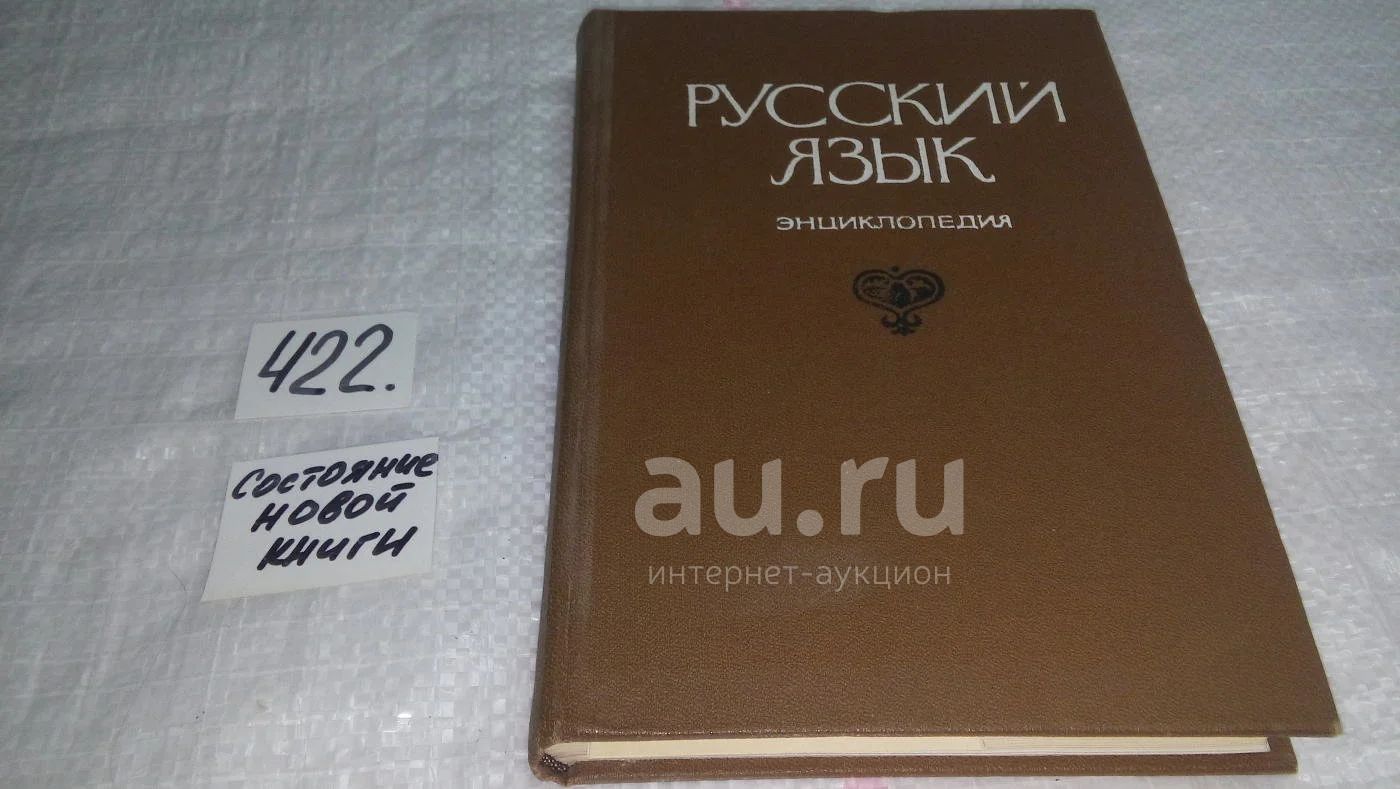 РУССКИЙ
ЯЗЫК
ЭНЦИКЛОПЕДИЯ
422.
Состояние
новой
книги
au.ru
интернет-аукцион